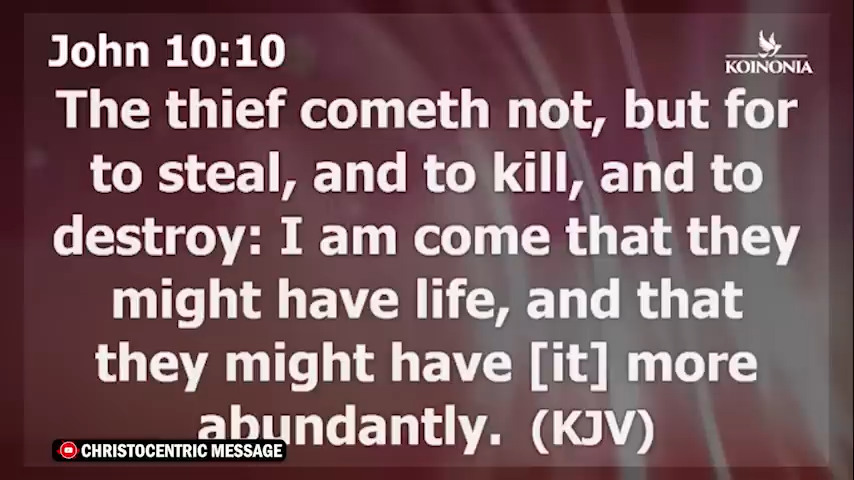 John 10:10
KOINONIA
The thief cometh not, but for
to steal, and to kill, and to
destroy: I am come that they
might have life, and that
they might have [it] more
abundantly. (KJV)
CHRISTOCENTRIC MESSAGE